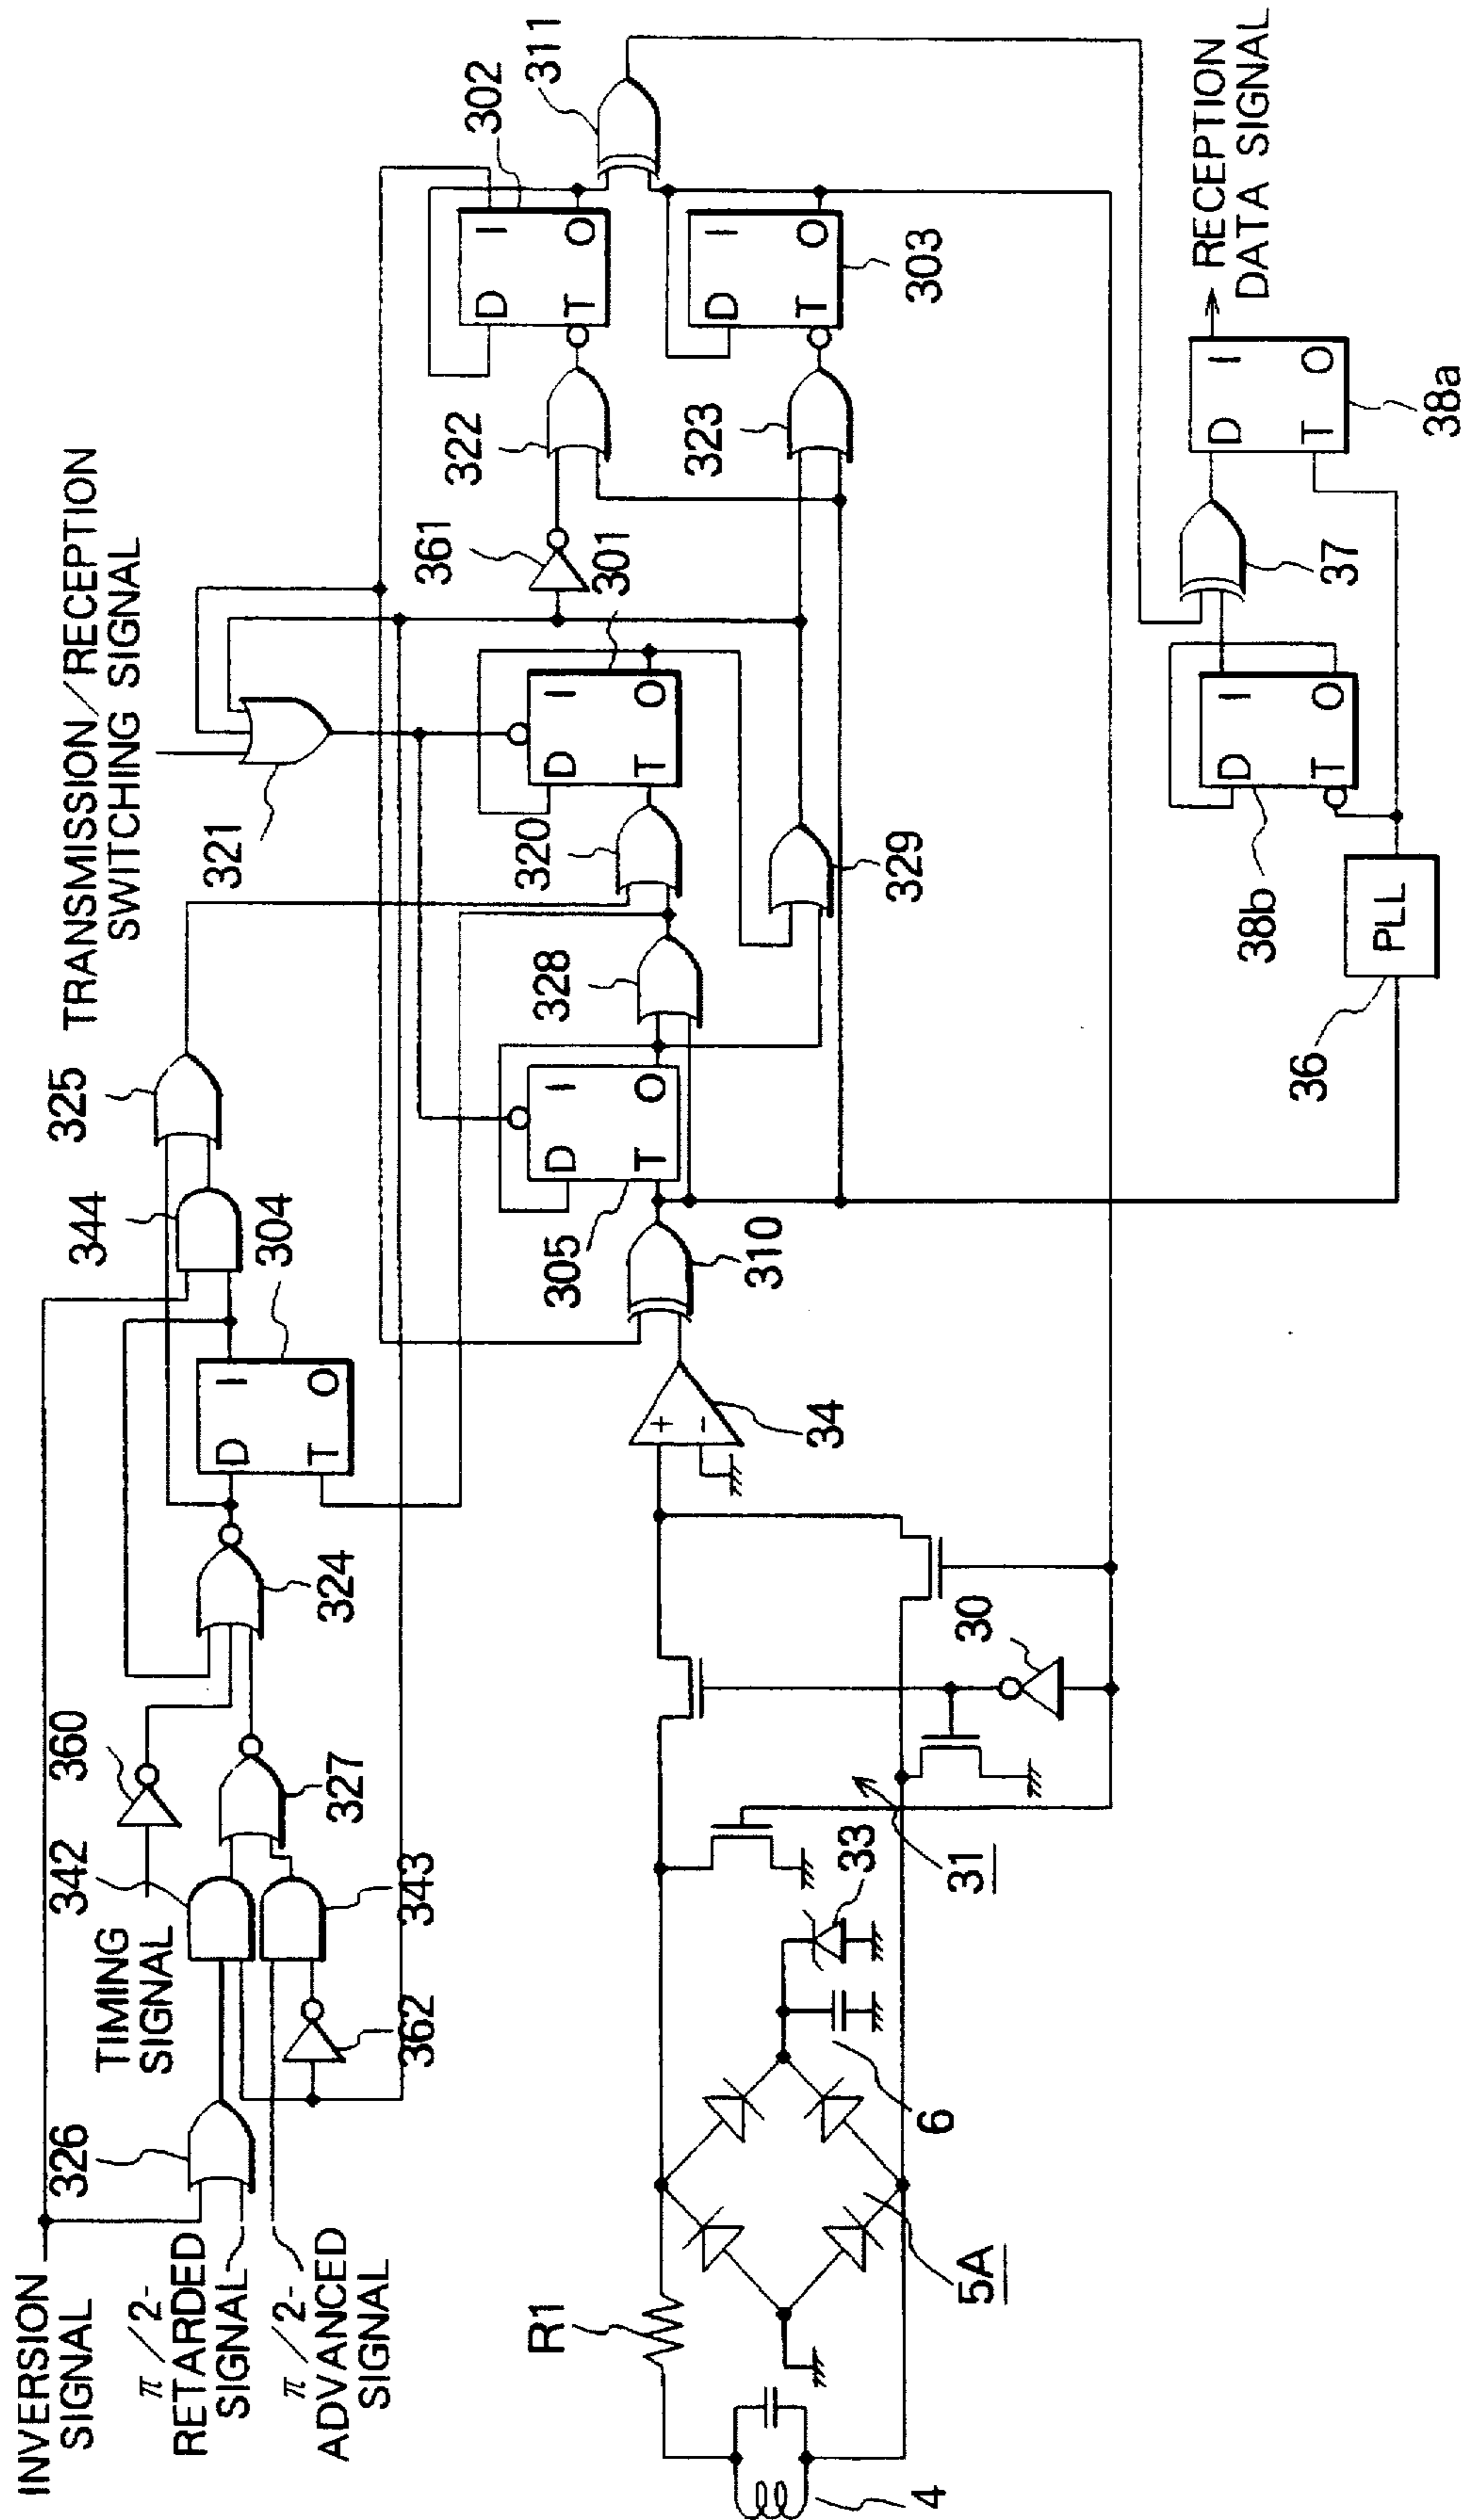 INVERSION
SIGNAL
π/2-
RETARDED
SIGNAL
π/2-
ADVANCED
SIGNAL
326
TIMING
SIGNAL
342
360
362
343
327
324
304
344
325
D
I
T
O
TRANSMISSION/RECEPTION
SWITCHING SIGNAL
321
305
D
I
T
O
310
328
320
301
D
I
T
O
329
361
322
323
302
D
I
T
O
303
D
I
T
O
311
4
R1
5A
6
33
31
30
34
+
-
36
PLL
38b
D
I
T
O
37
38a
D
I
T
O
RECEPTION
DATA SIGNAL